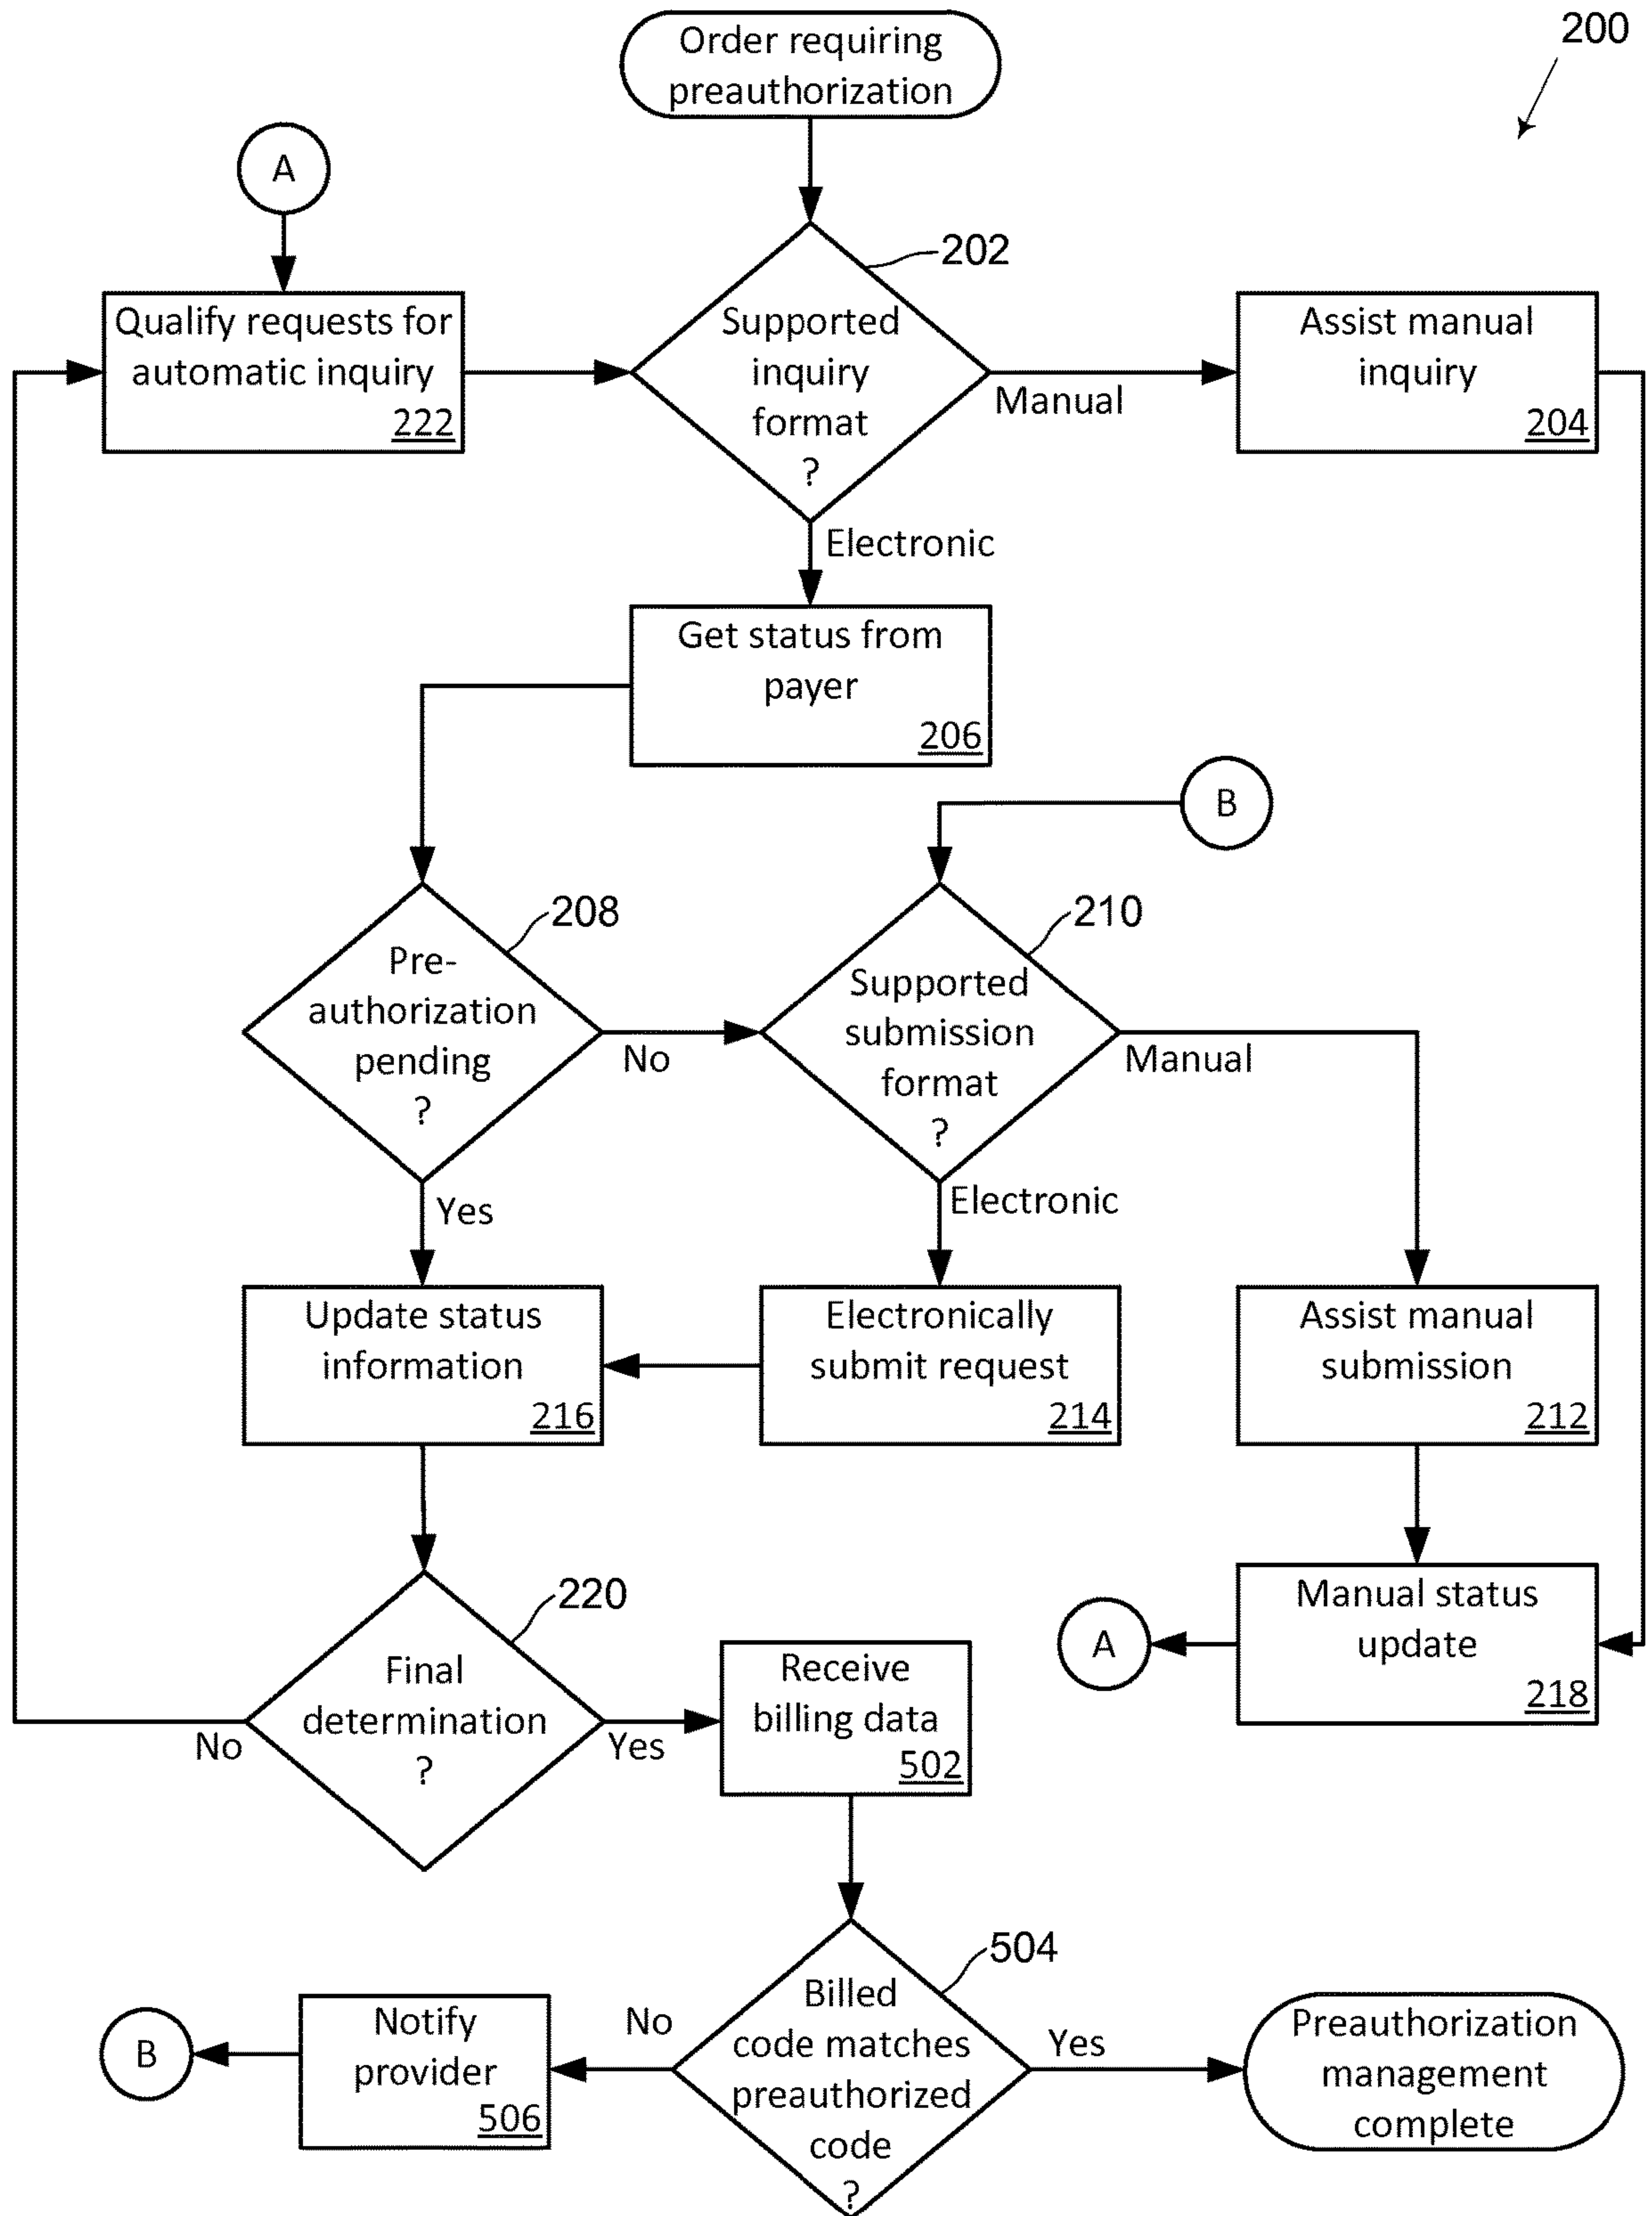 200
Order requiring
preauthorization
A
202
Qualify requests for
automatic inquiry
222
Supported
inquiry
format
?
Manual
Assist manual
inquiry
204
Electronic
Get status from
payer
206
B
208
Pre-
authorization
pending
?
No
210
Supported
submission
format
?
Manual
Yes
Electronic
Update status
information
216
Electronically
submit request
214
Assist manual
submission
212
220
Final
determination
?
No
Yes
Receive
billing data
502
A
Manual status
update
218
504
Billed
code matches
preauthorized
code
?
No
Yes
B
Notify
provider
506
Preauthorization
management
complete